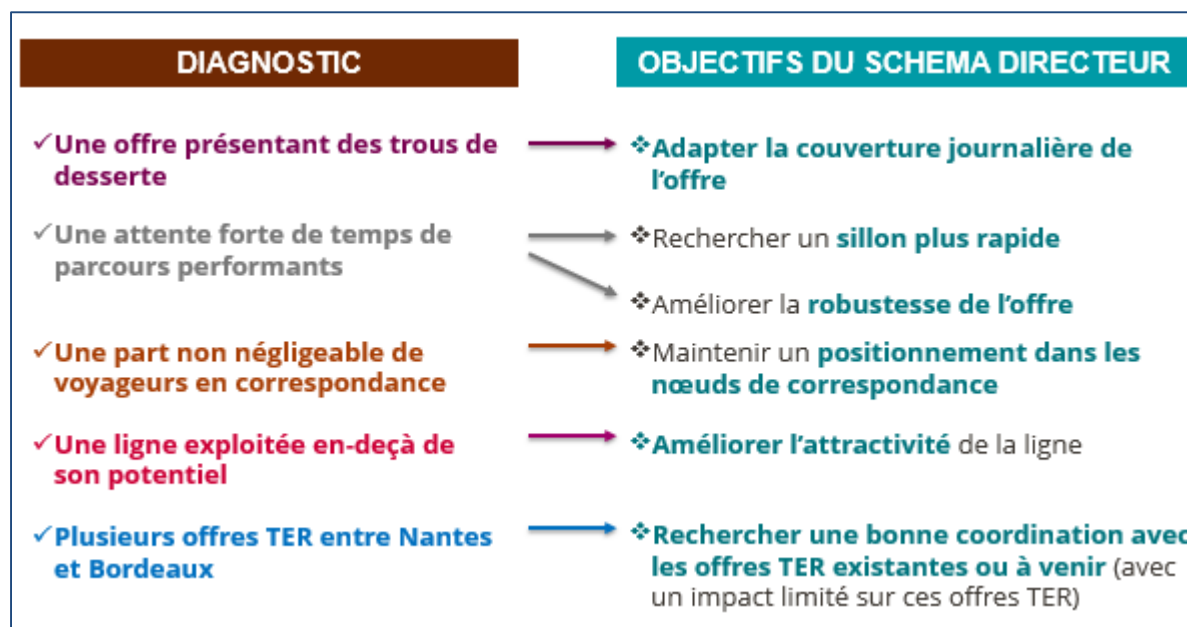 DIAGNOSTIC
OBJECTIFS DU SCHEMA DIRECTEUR
Une offre présentant des trous de
desserte
Adapter la couverture journalière de
l'offre
Une attente forte de temps de
parcours performants
Rechercher un sillon plus rapide
Améliorer la robustesse de l'offre
Une part non négligeable de
voyageurs en correspondance
Maintenir un positionnement dans les
nœuds de correspondance
Une ligne exploitée en-deçà de
son potentiel
Améliorer l'attractivité de la ligne
Plusieurs offres TER entre Nantes
et Bordeaux
Rechercher une bonne coordination avec
les offres TER existantes ou à venir (avec
un impact limité sur ces offres TER)